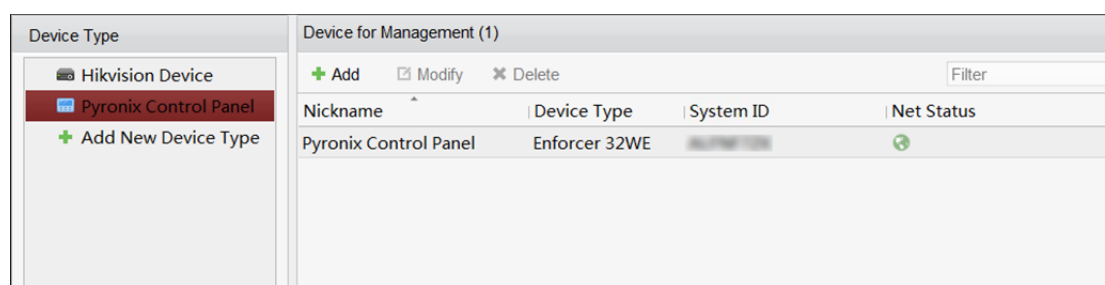 Device Type
Hikvision Device
Pyronix Control Panel
Add New Device Type
Device for Management (1)
Add Modify Delete Filter
Nickname Device Type System ID Net Status
Pyronix Control Panel Enforcer 32WE